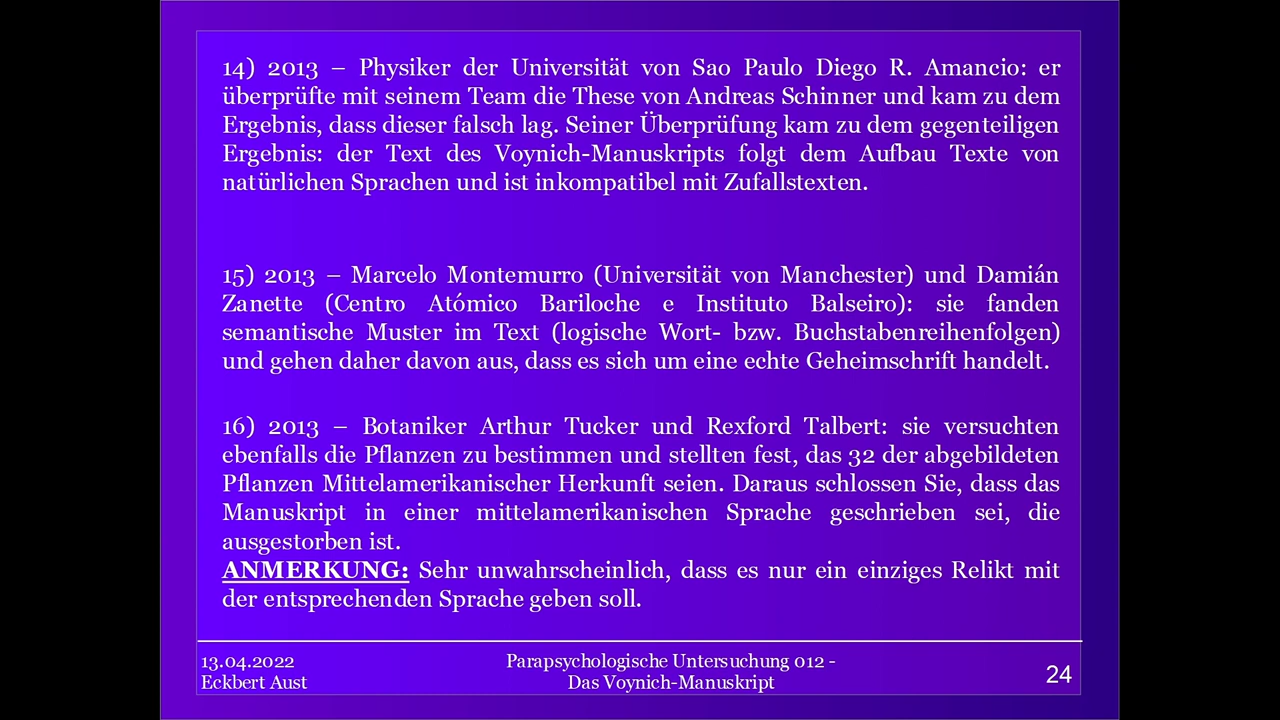 14) 2013 – Physiker der Universität von Sao Paulo Diego R. Amancio: er
überprüfte mit seinem Team die These von Andreas Schinner und kam zu dem
Ergebnis, dass dieser falsch lag. Seiner Überprüfung kam zu dem gegenteiligen
Ergebnis: der Text des Voynich-Manuskripts folgt dem Aufbau Texte von
natürlichen Sprachen und ist inkompatibel mit Zufallstexten.
15) 2013 – Marcelo Montemurro (Universität von Manchester) und Damián
Zanette (Centro Atómico Bariloche e Instituto Balseiro): sie fanden
semantische Muster im Text (logische Wort- bzw. Buchstabenreihenfolgen)
und gehen daher davon aus, dass es sich um eine echte Geheimschrift handelt.
16) 2013 – Botaniker Arthur Tucker und Rexford Talbert: sie versuchten
ebenfalls die Pflanzen zu bestimmen und stellten fest, das 32 der abgebildeten
Pflanzen Mittelamerikanischer Herkunft seien. Daraus schlossen Sie, dass das
Manuskript in einer mittelamerikanischen Sprache geschrieben sei, die
ausgestorben ist.
ANMERKUNG: Sehr unwahrscheinlich, dass es nur ein einziges Relikt mit
der entsprechenden Sprache geben soll.
13.04.2022
Eckbert Aust
Parapsychologische Untersuchung 012 -
Das Voynich-Manuskript
24